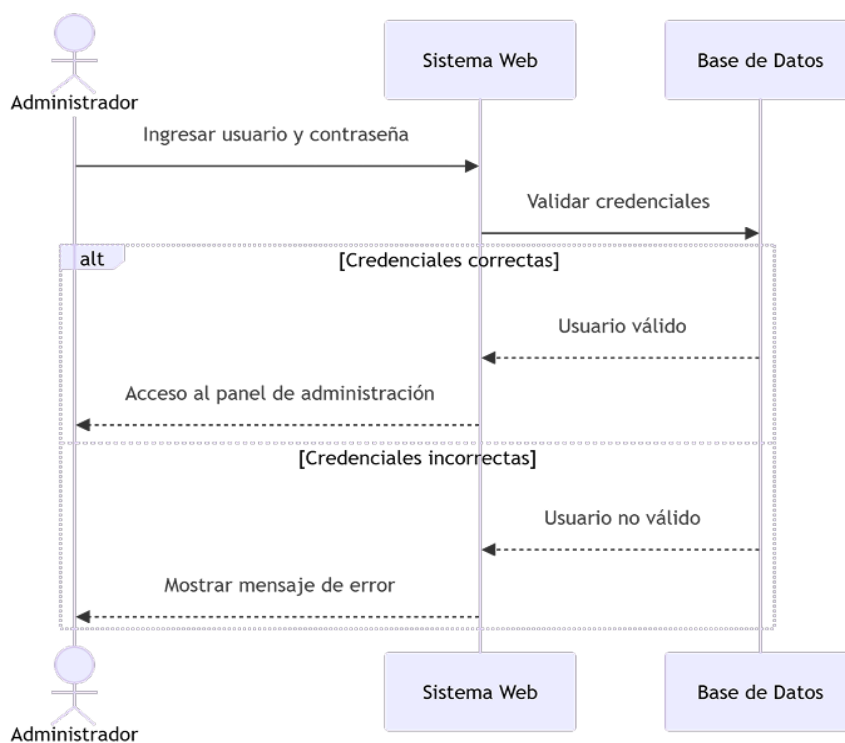 Administrador
Sistema Web
Base de Datos
Ingresar usuario y contraseña
Validar credenciales
alt
[Credenciales correctas]
Usuario válido
Acceso al panel de administración
[Credenciales incorrectas]
Usuario no válido
Mostrar mensaje de error
Administrador
Sistema Web
Base de Datos